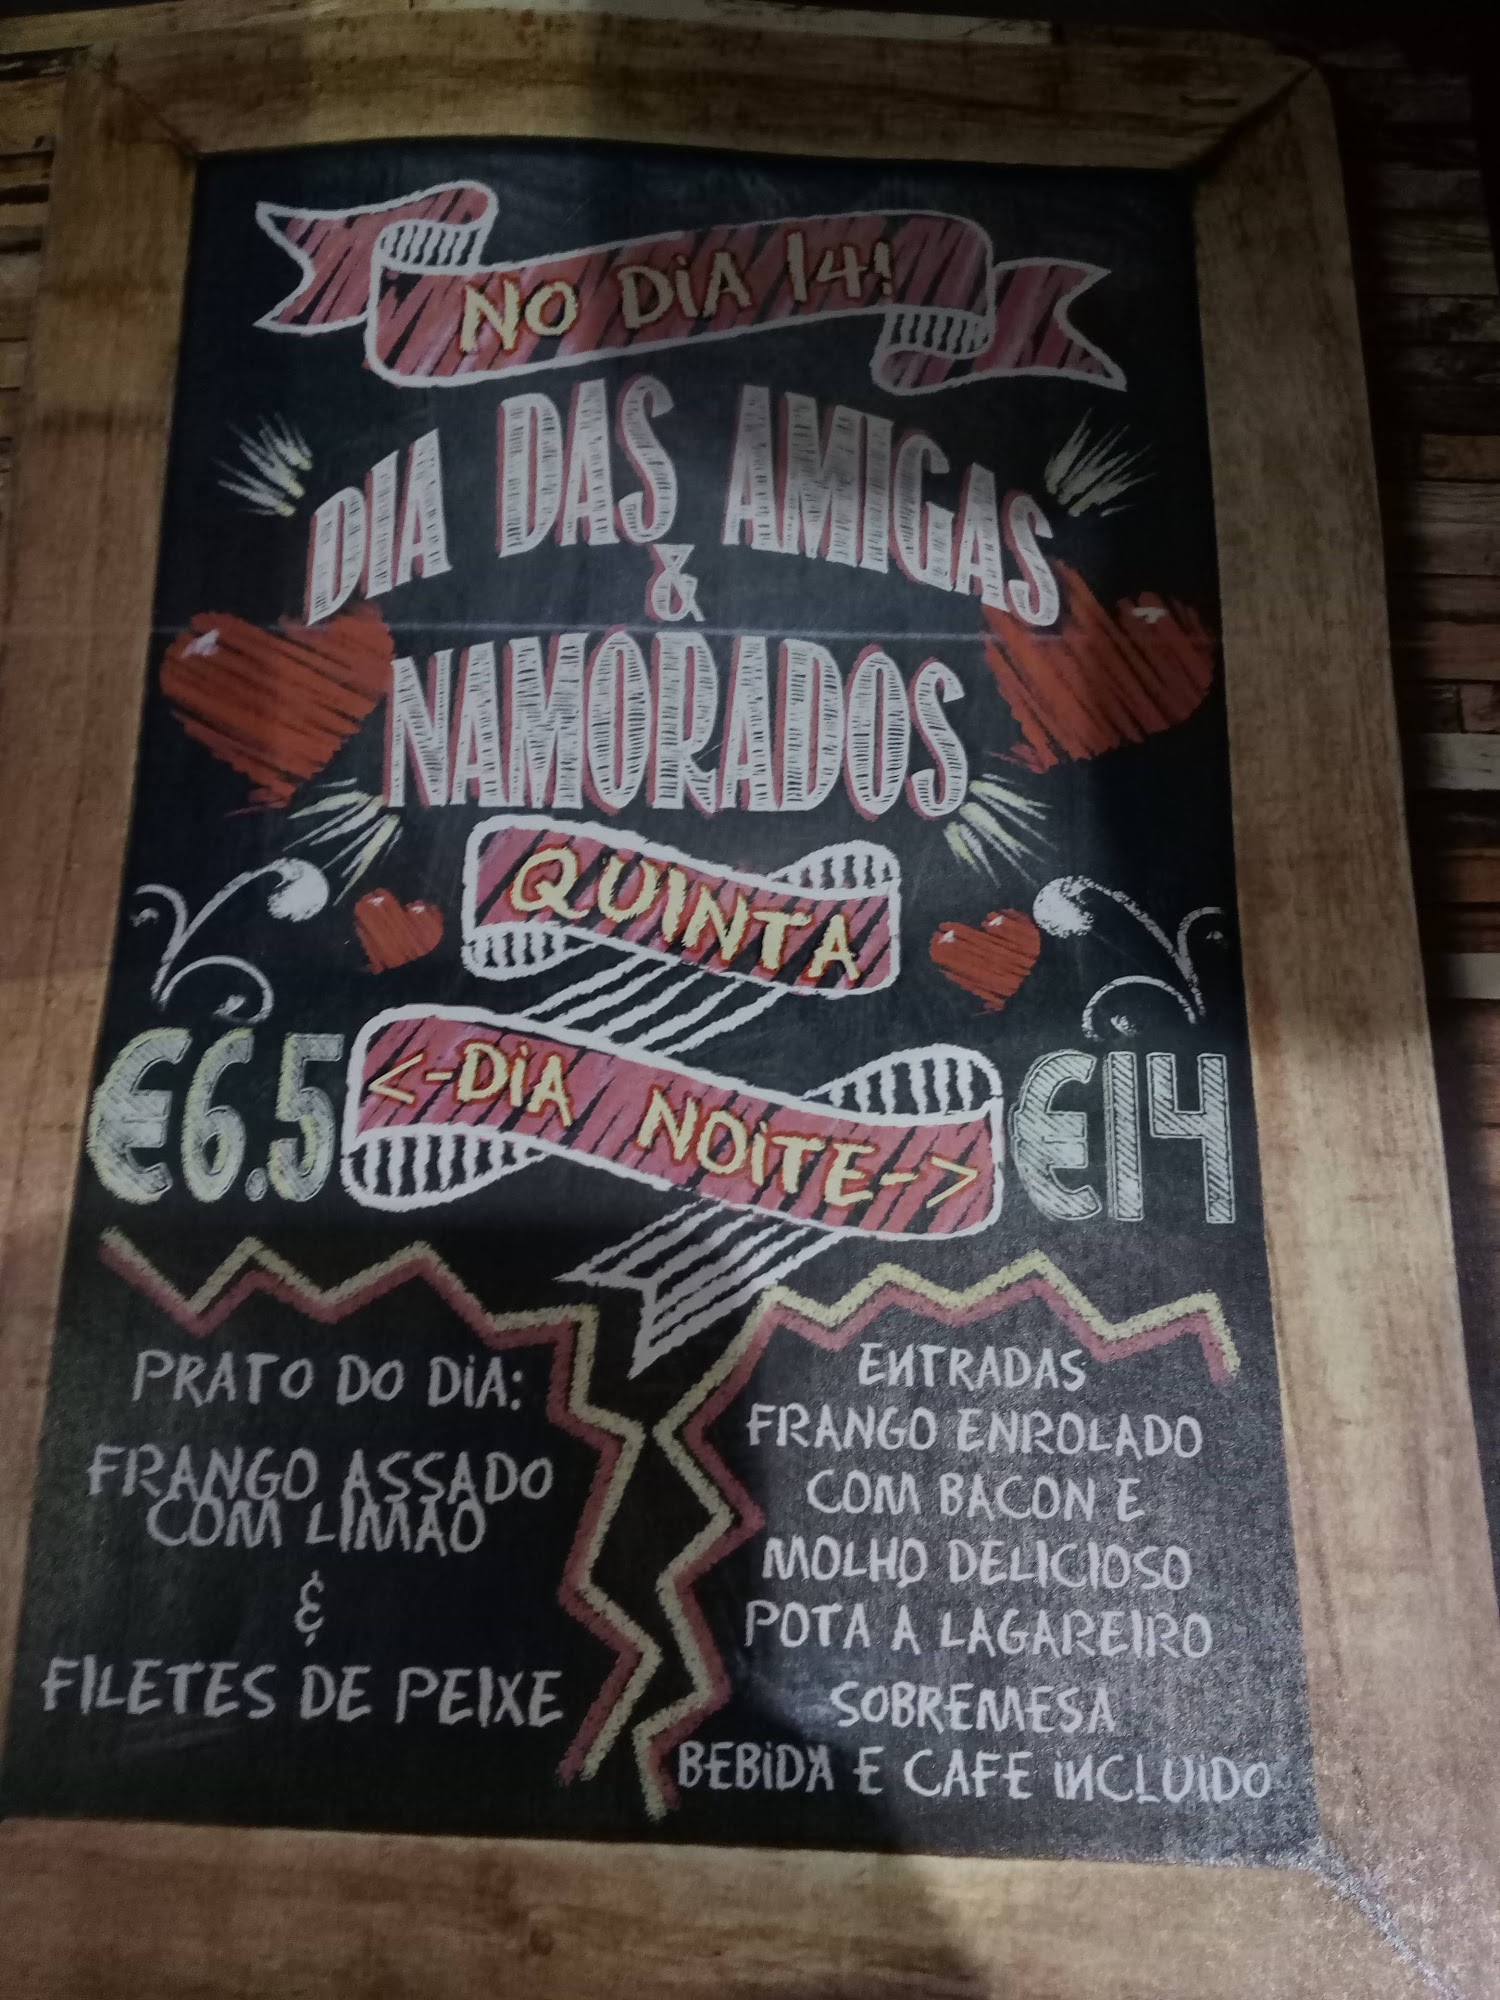 NO DIA 14!
DIA DAS AMIGAS
&
NAMORADOS
QUINTA
€6.5 <-DIA NOITE-> €14
PRATO DO DIA:
FRANGO ASSADO
COM LIMAO
&
FILETES DE PEIXE
ENTRADAS
FRANGO ENROLADO
COM BACON E
MOLHO DELICIOSO
POTA A LAGAREIRO
SOBREMESA
BEBIDA E CAFE INCLUIDO